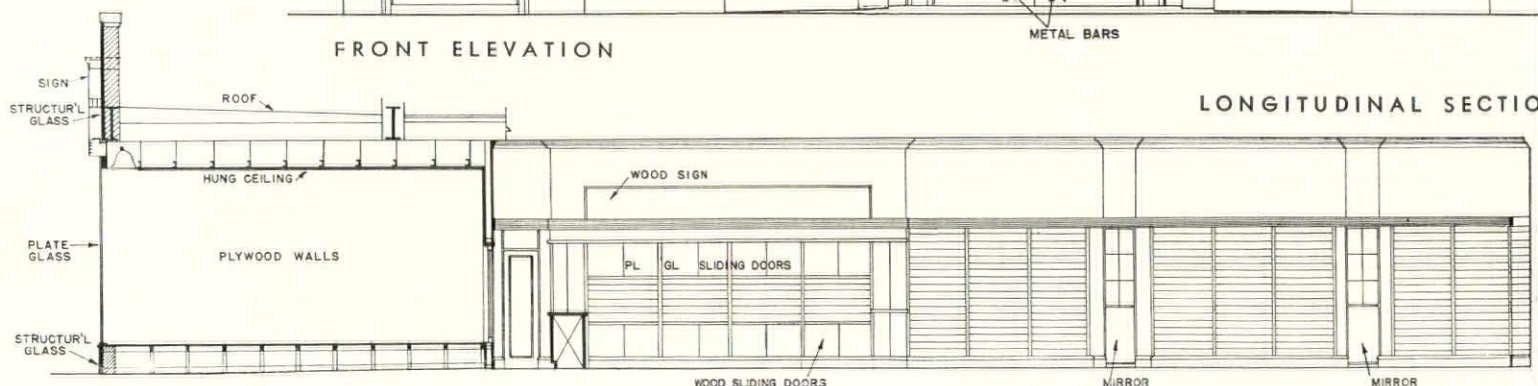 METAL BARS
FRONT ELEVATION
SIGN
STRUCTUR'L
GLASS
ROOF
LONGITUDINAL SECTIO
HUNG CEILING
WOOD SIGN
PLATE
GLASS
PLYWOOD WALLS
PL GL SLIDING DOORS
STRUCTUR'L
GLASS
WOOD SLIDING DOORS
MIRROR
MIRROR